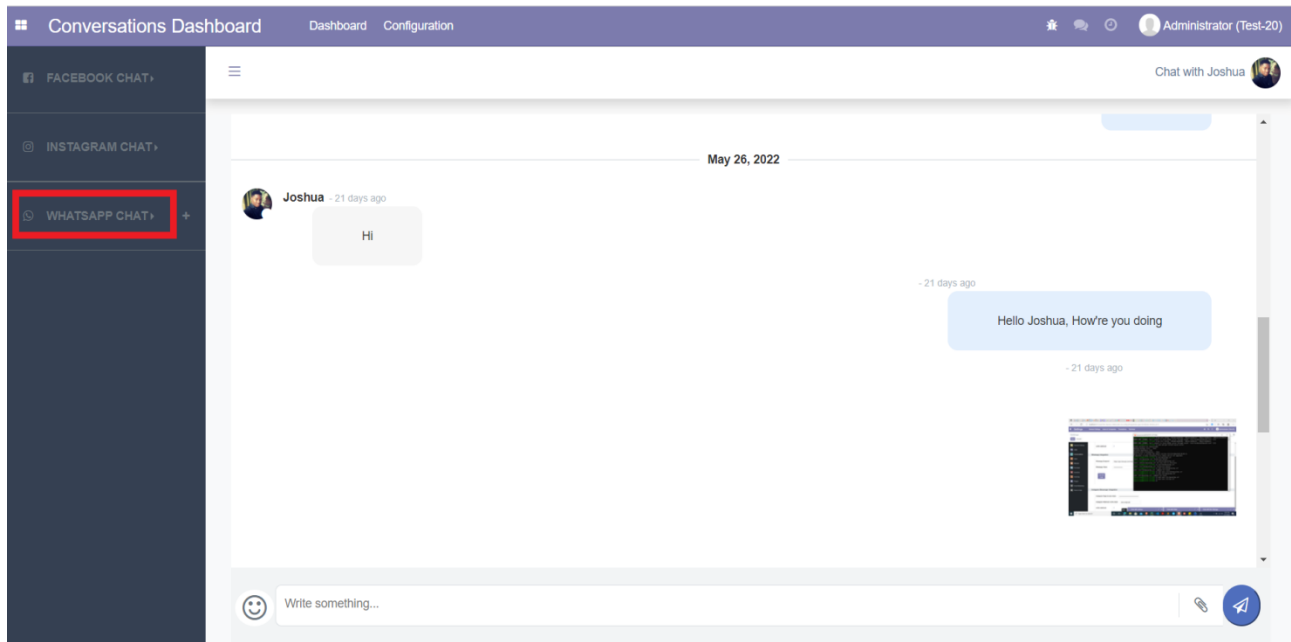 Conversations Dashboard Dashboard Configuration Administrator (Test-20)
FACEBOOK CHAT
Chat with Joshua
INSTAGRAM CHAT
May 26, 2022
WHATSAPP CHAT +
Joshua - 21 days ago
Hi
- 21 days ago
Hello Joshua, How're you doing
- 21 days ago
Write something...